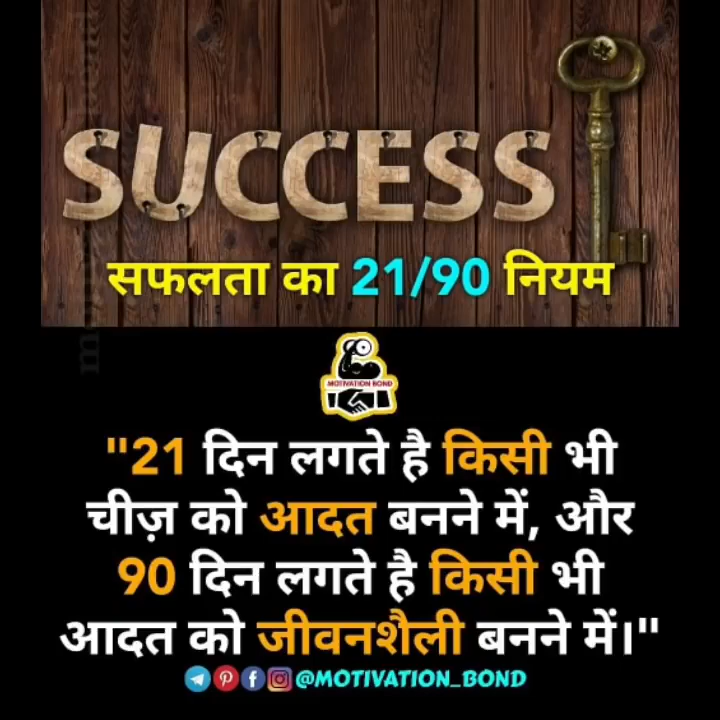 SUCCESS
सफलता का 21/90 नियम
MOTIVATION BOND
"21 दिन लगते है किसी भी
चीज़ को आदत बनने में, और
90 दिन लगते है किसी भी
आदत को जीवनशैली बनने में।"
@MOTIVATION_BOND